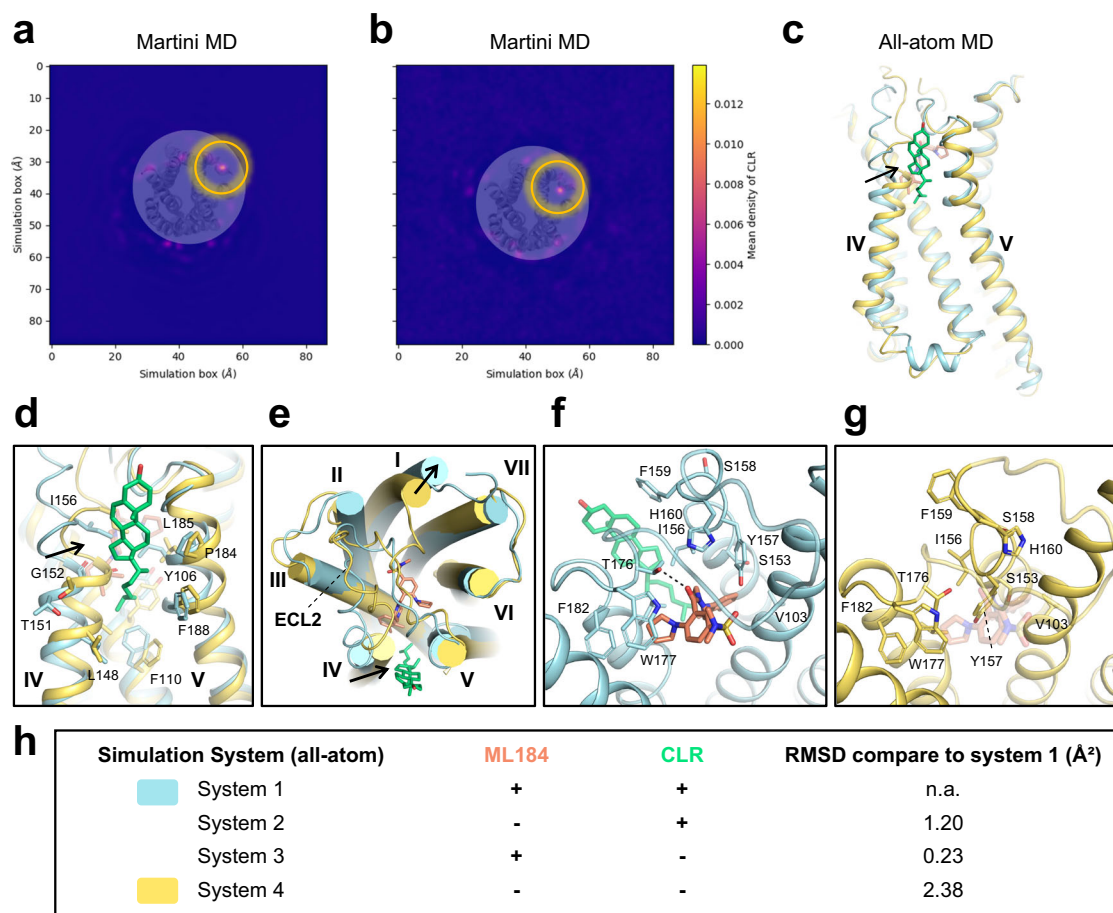 a
Martini MD
b
Martini MD
c
All-atom MD
0
10
20
30
40
50
60
70
80
Simulation box (Å)
0
20
40
60
80
Simulation box (Å)
0
20
40
60
80
Simulation box (Å)
0.012
0.010
0.008
0.006
0.004
0.002
0.000
Mean density of CLR
IV
V
d
I156
L185
P184
G152
Y106
T151
F188
L148
F110
IV
V
e
I
II
VII
III
ECL2
VI
IV
V
f
F159
S158
H160
I156
Y157
T176
S153
F182
V103
W177
g
F159
S158
I156
H160
T176
S153
F182
V103
W177
Y157
h
Simulation System (all-atom) ML184 CLR RMSD compare to system 1 (Å²)
System 1 + + n.a.
System 2 - + 1.20
System 3 + - 0.23
System 4 - - 2.38